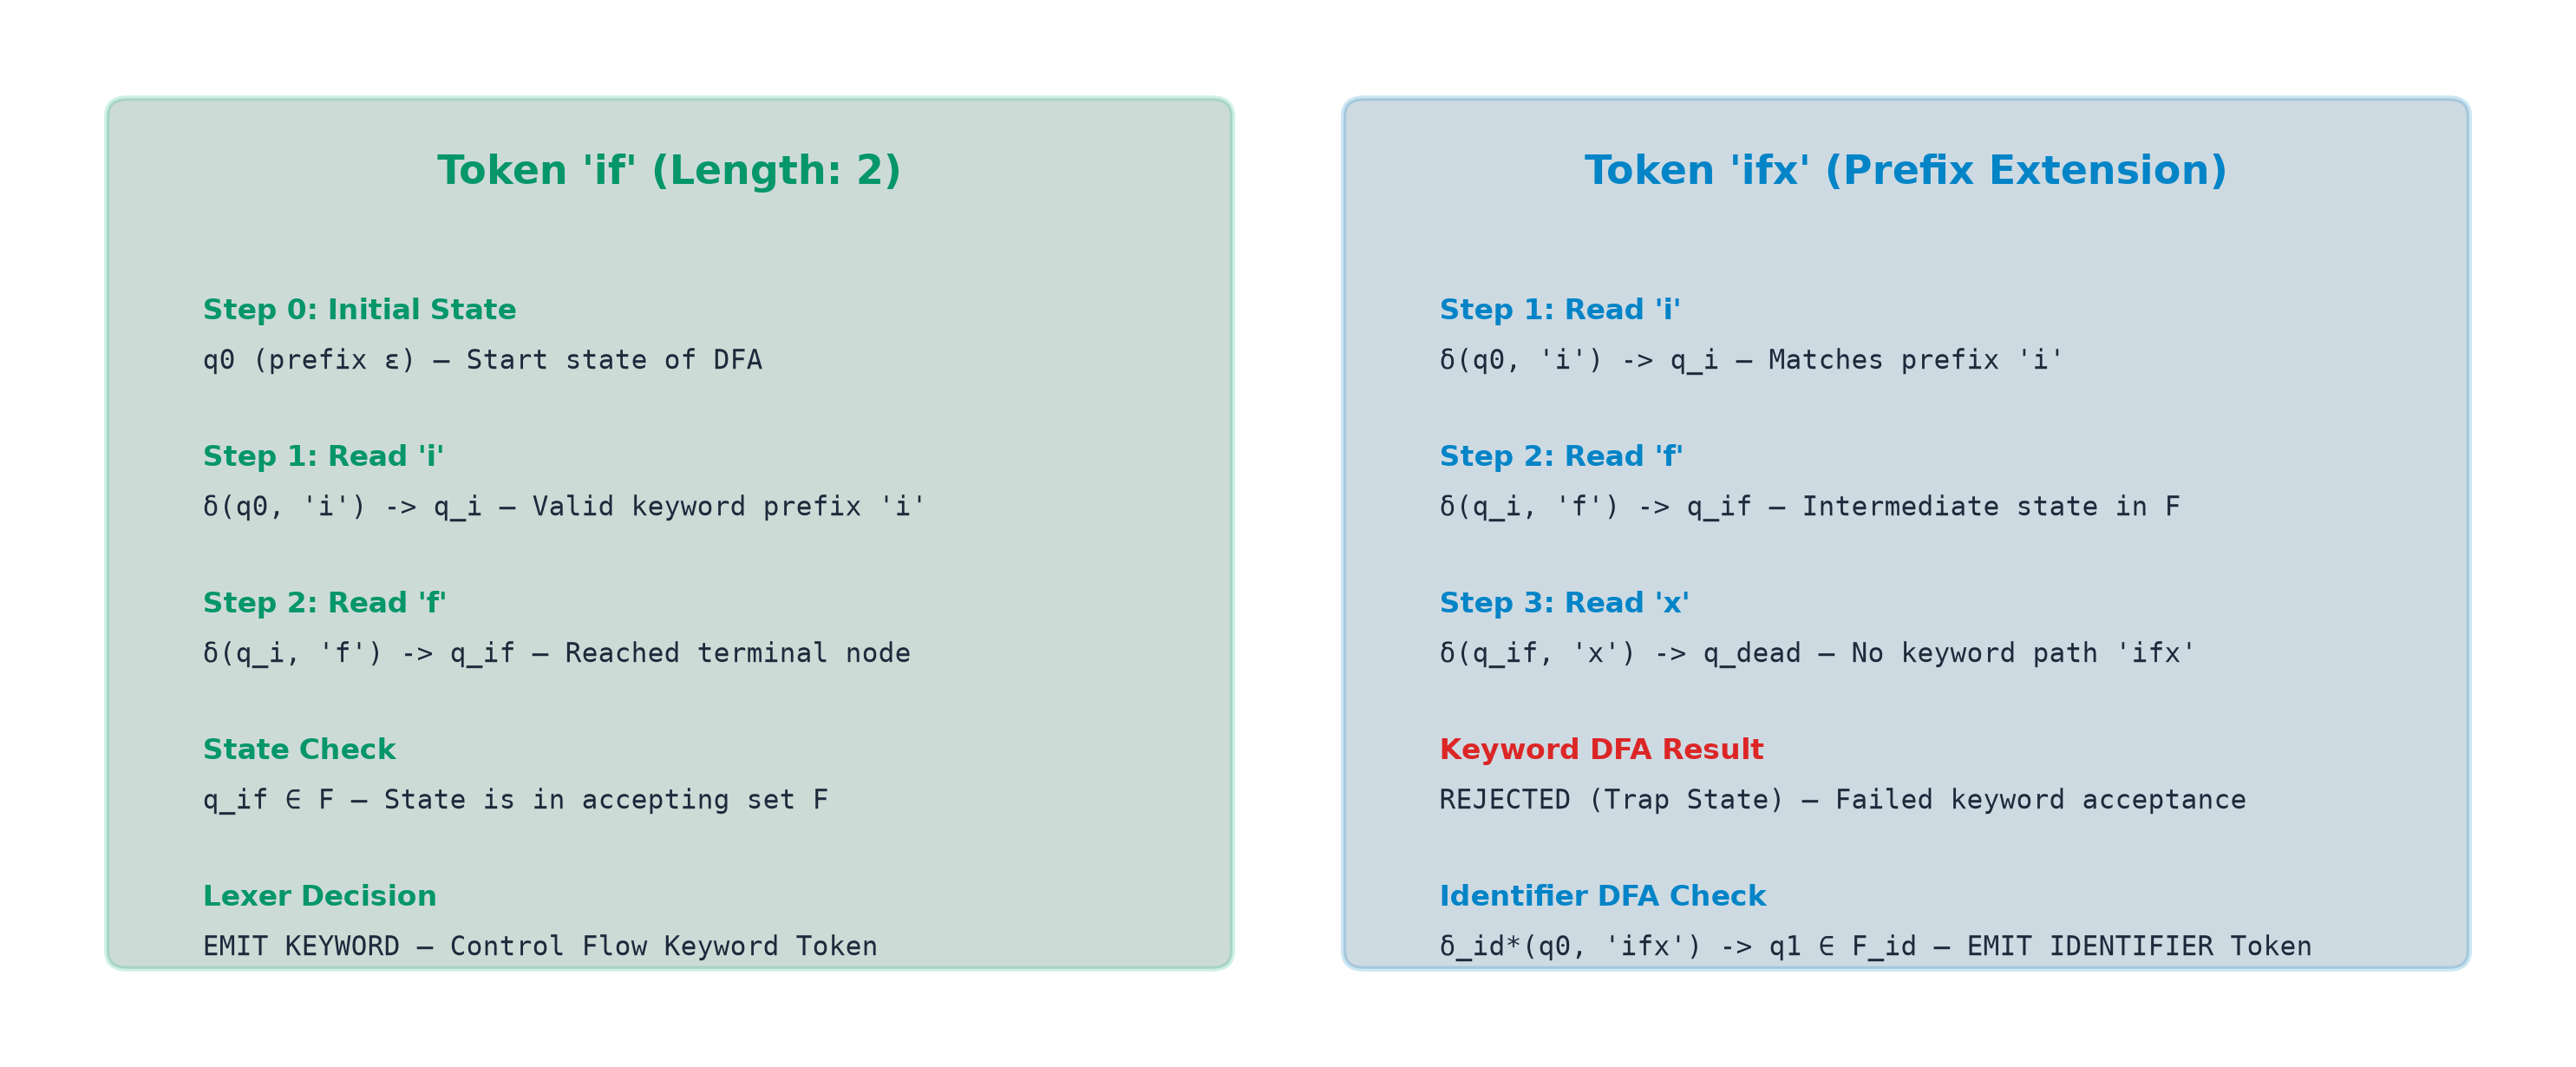 Token 'if' (Length: 2)
Step 0: Initial State
q0 (prefix ε) — Start state of DFA
Step 1: Read 'i'
δ(q0, 'i') -> q_i — Valid keyword prefix 'i'
Step 2: Read 'f'
δ(q_i, 'f') -> q_if — Reached terminal node
State Check
q_if ∈ F — State is in accepting set F
Lexer Decision
EMIT KEYWORD — Control Flow Keyword Token
Token 'ifx' (Prefix Extension)
Step 1: Read 'i'
δ(q0, 'i') -> q_i — Matches prefix 'i'
Step 2: Read 'f'
δ(q_i, 'f') -> q_if — Intermediate state in F
Step 3: Read 'x'
δ(q_if, 'x') -> q_dead — No keyword path 'ifx'
Keyword DFA Result
REJECTED (Trap State) — Failed keyword acceptance
Identifier DFA Check
δ_id*(q0, 'ifx') -> q1 ∈ F_id — EMIT IDENTIFIER Token